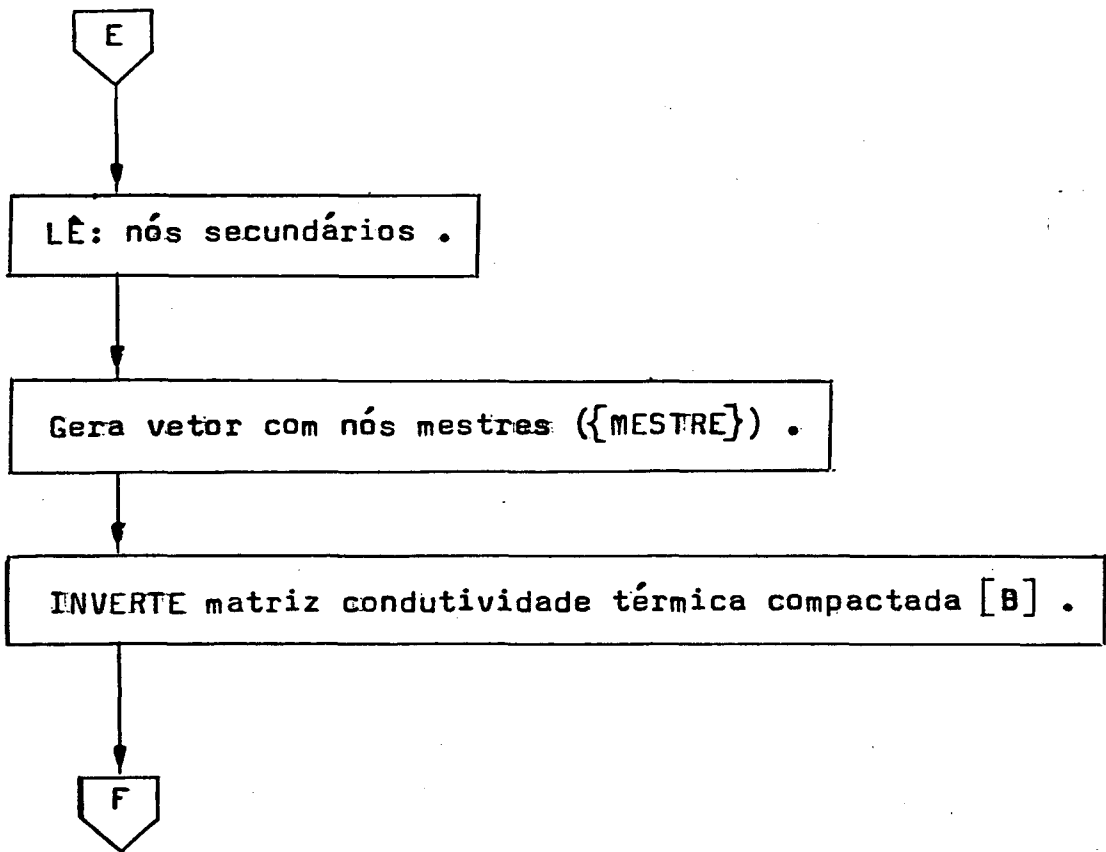 E
LÊ: nós secundários .
Gera vetor com nós mestres ({MESTRE}) .
INVERTE matriz condutividade térmica compactada [B] .
F